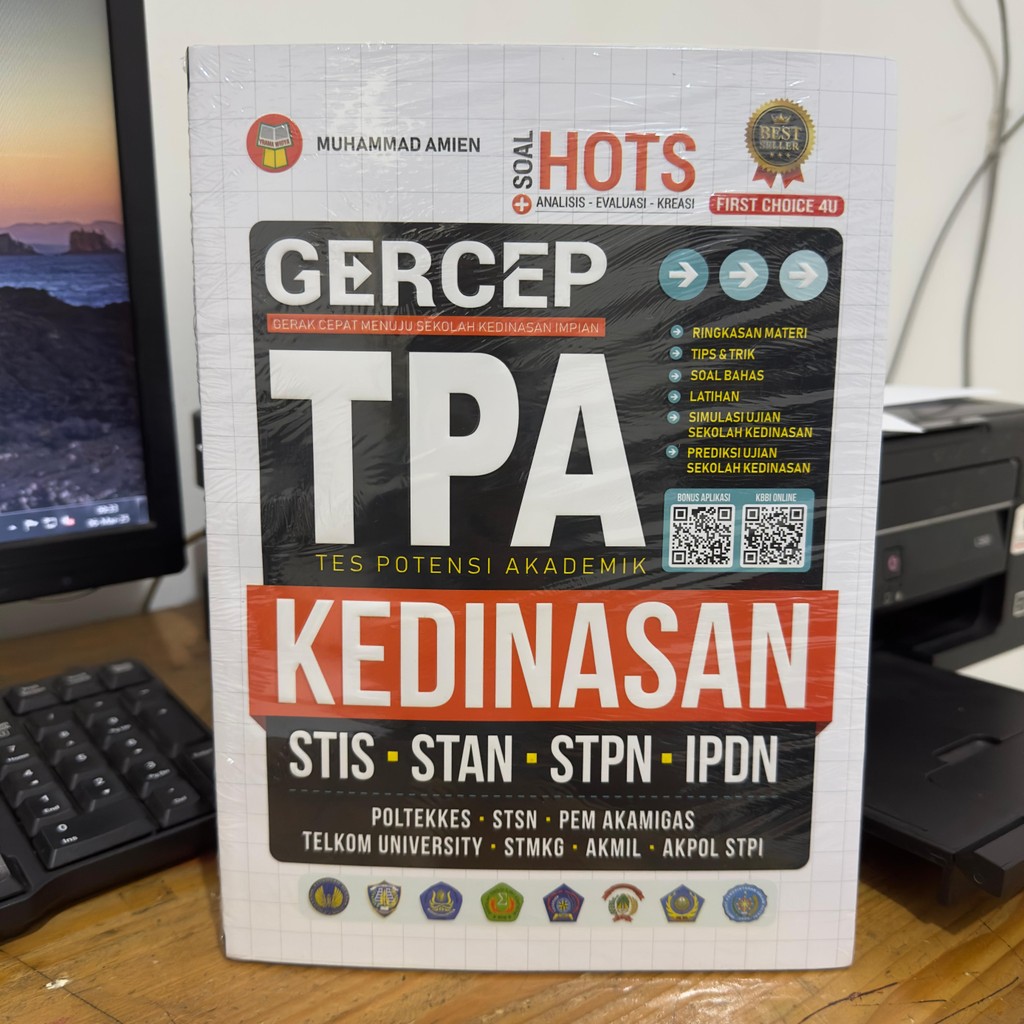 YRAMA WIDYA
MUHAMMAD AMIEN
SOAL HOTS
ANALISIS - EVALUASI - KREASI
BEST
SELLER
FIRST CHOICE 4U
GERCEP
GERAK CEPAT MENUJU SEKOLAH KEDINASAN IMPIAN
TPA
TES POTENSI AKADEMIK
RINGKASAN MATERI
TIPS & TRIK
SOAL BAHAS
LATIHAN
SIMULASI UJIAN
SEKOLAH KEDINASAN
PREDIKSI UJIAN
SEKOLAH KEDINASAN
BONUS APLIKASI
KBBI ONLINE
KEDINASAN
STIS · STAN · STPN · IPDN
POLTEKKES · STSN · PEM AKAMIGAS
TELKOM UNIVERSITY · STMKG · AKMIL · AKPOL STPI